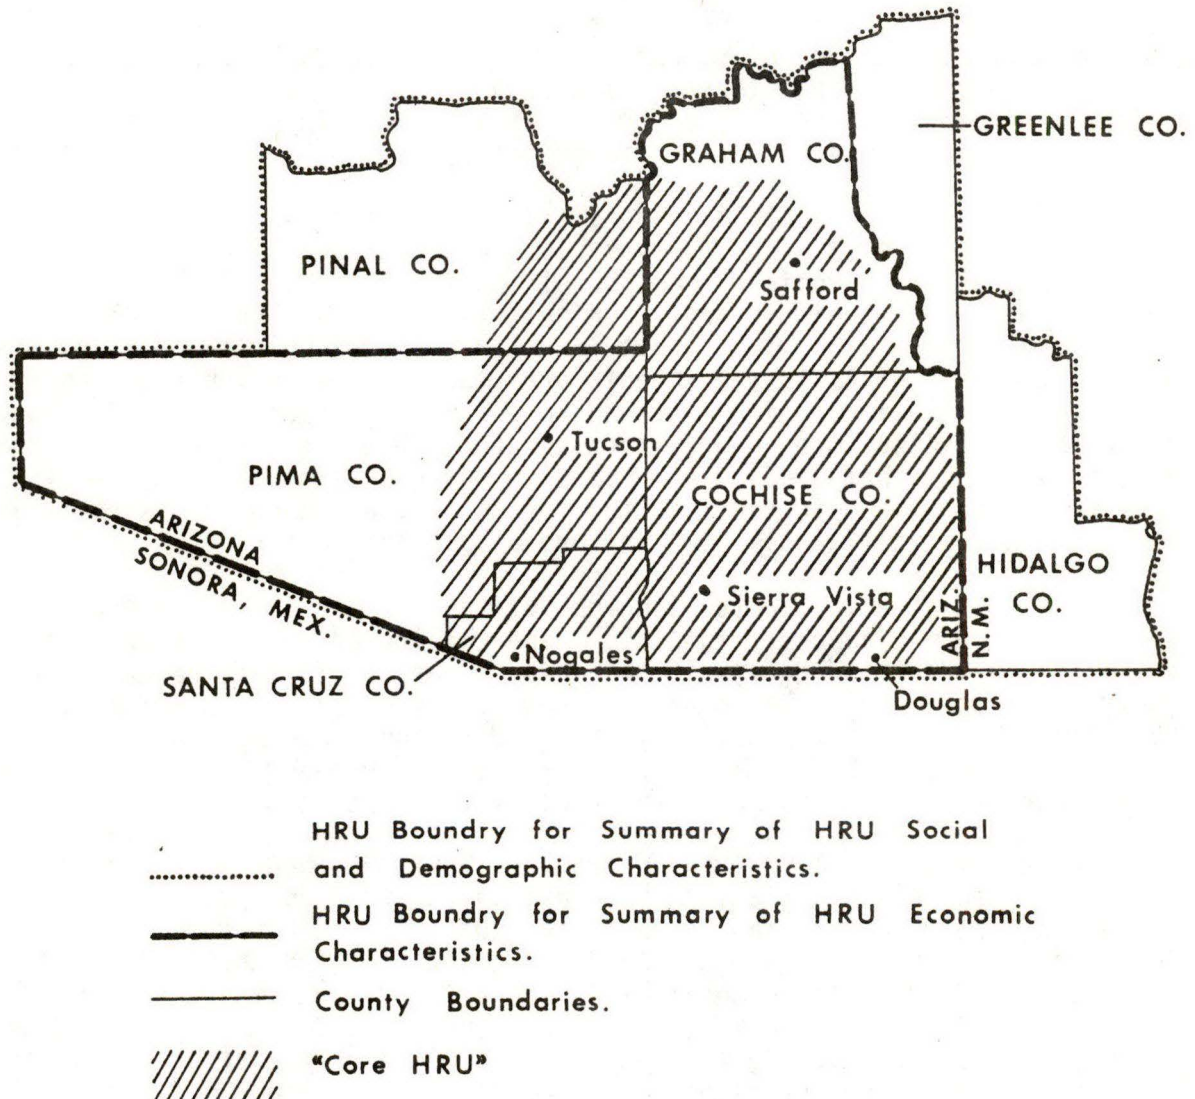 GREENLEE CO.
GRAHAM CO.
PINAL CO.
Safford
Tucson
PIMA CO.
COCHISE CO.
ARIZONA
SONORA, MEX.
HIDALGO
CO.
Sierra Vista
ARIZ.
N.M.
Nogales
SANTA CRUZ CO.
Douglas
HRU Boundry for Summary of HRU Social
and Demographic Characteristics.
HRU Boundry for Summary of HRU Economic
Characteristics.
County Boundaries.
"Core HRU"